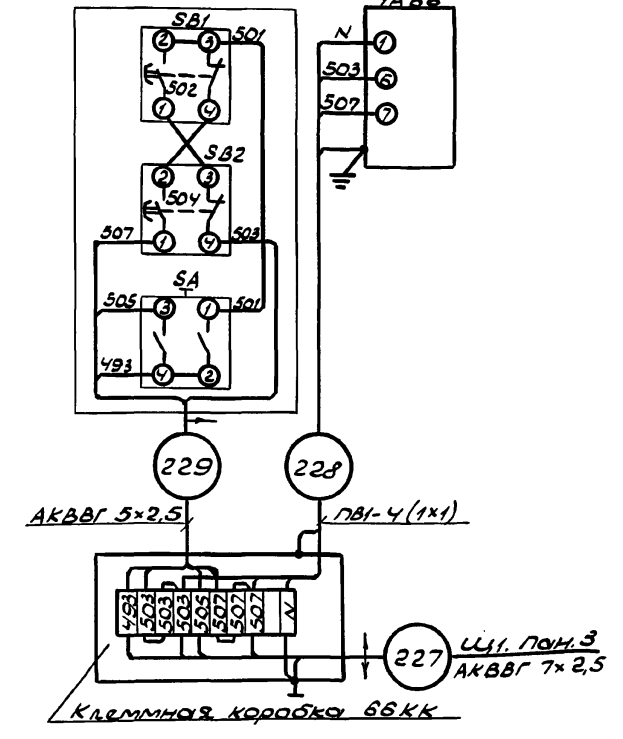 SB1
2 3 501
502
1 4
SB2
2 3
504
507 1 4 503
SA
505 3 1 501
493 4 2
N 1
503 6
507 7
229
228
АКВВГ 5×2,5
ПВ1-4 (1×1)
493 503 503 503 505 507 507 507 N
227
Щ1. Пан. 3
АКВВГ 7×2,5
Клеммная коробка 66КК